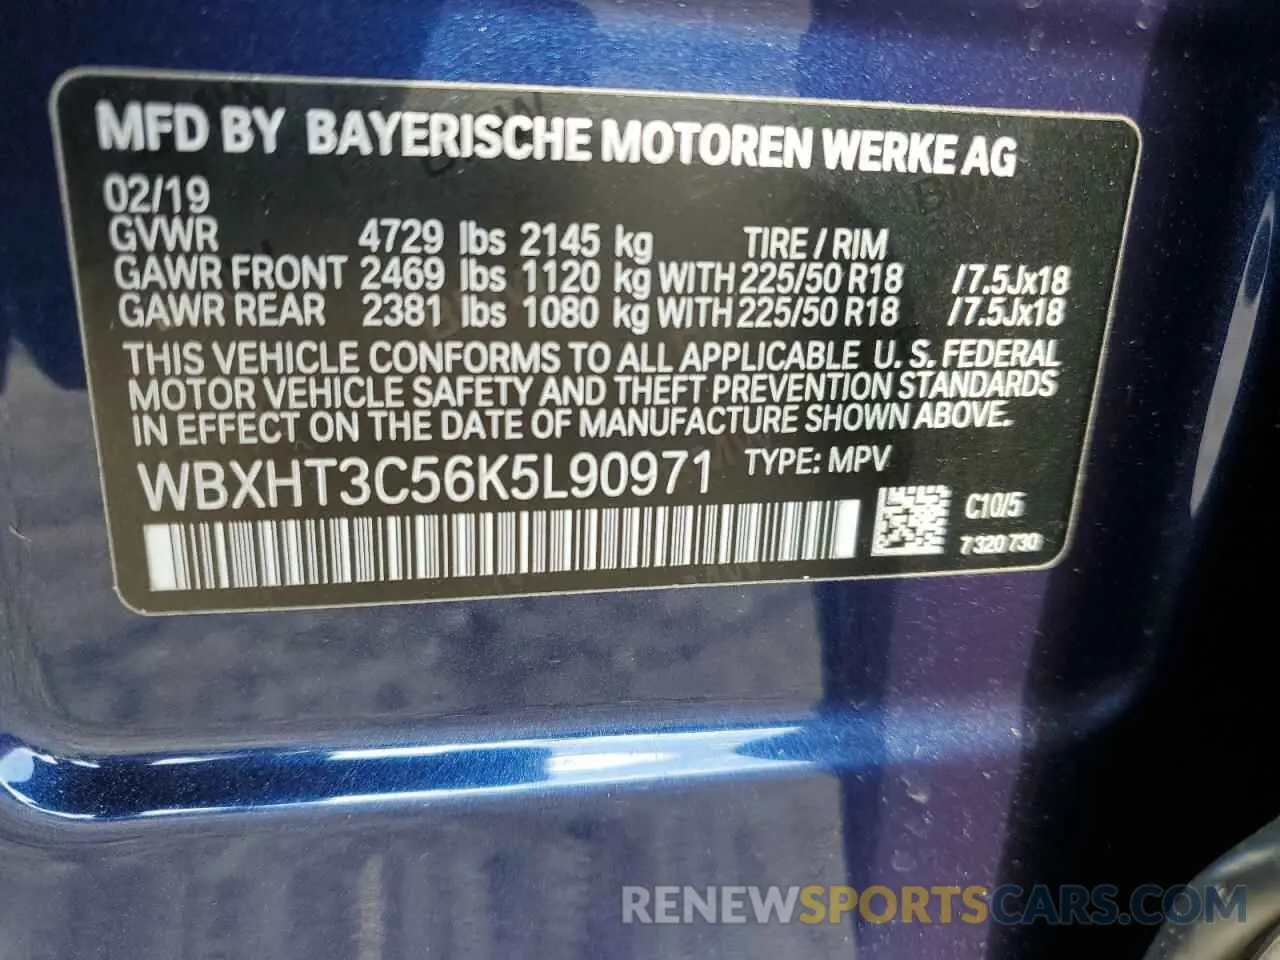 MFD BY BAYERISCHE MOTOREN WERKE AG
02/19
GVWR 4729 lbs 2145 kg TIRE / RIM
GAWR FRONT 2469 lbs 1120 kg WITH 225/50 R18 /7.5Jx18
GAWR REAR 2381 lbs 1080 kg WITH 225/50 R18 /7.5Jx18
THIS VEHICLE CONFORMS TO ALL APPLICABLE U. S. FEDERAL
MOTOR VEHICLE SAFETY AND THEFT PREVENTION STANDARDS
IN EFFECT ON THE DATE OF MANUFACTURE SHOWN ABOVE.
WBXHT3C56K5L90971 TYPE: MPV
C10/5
7 320 730
RENEWSPORTSCARS.COM